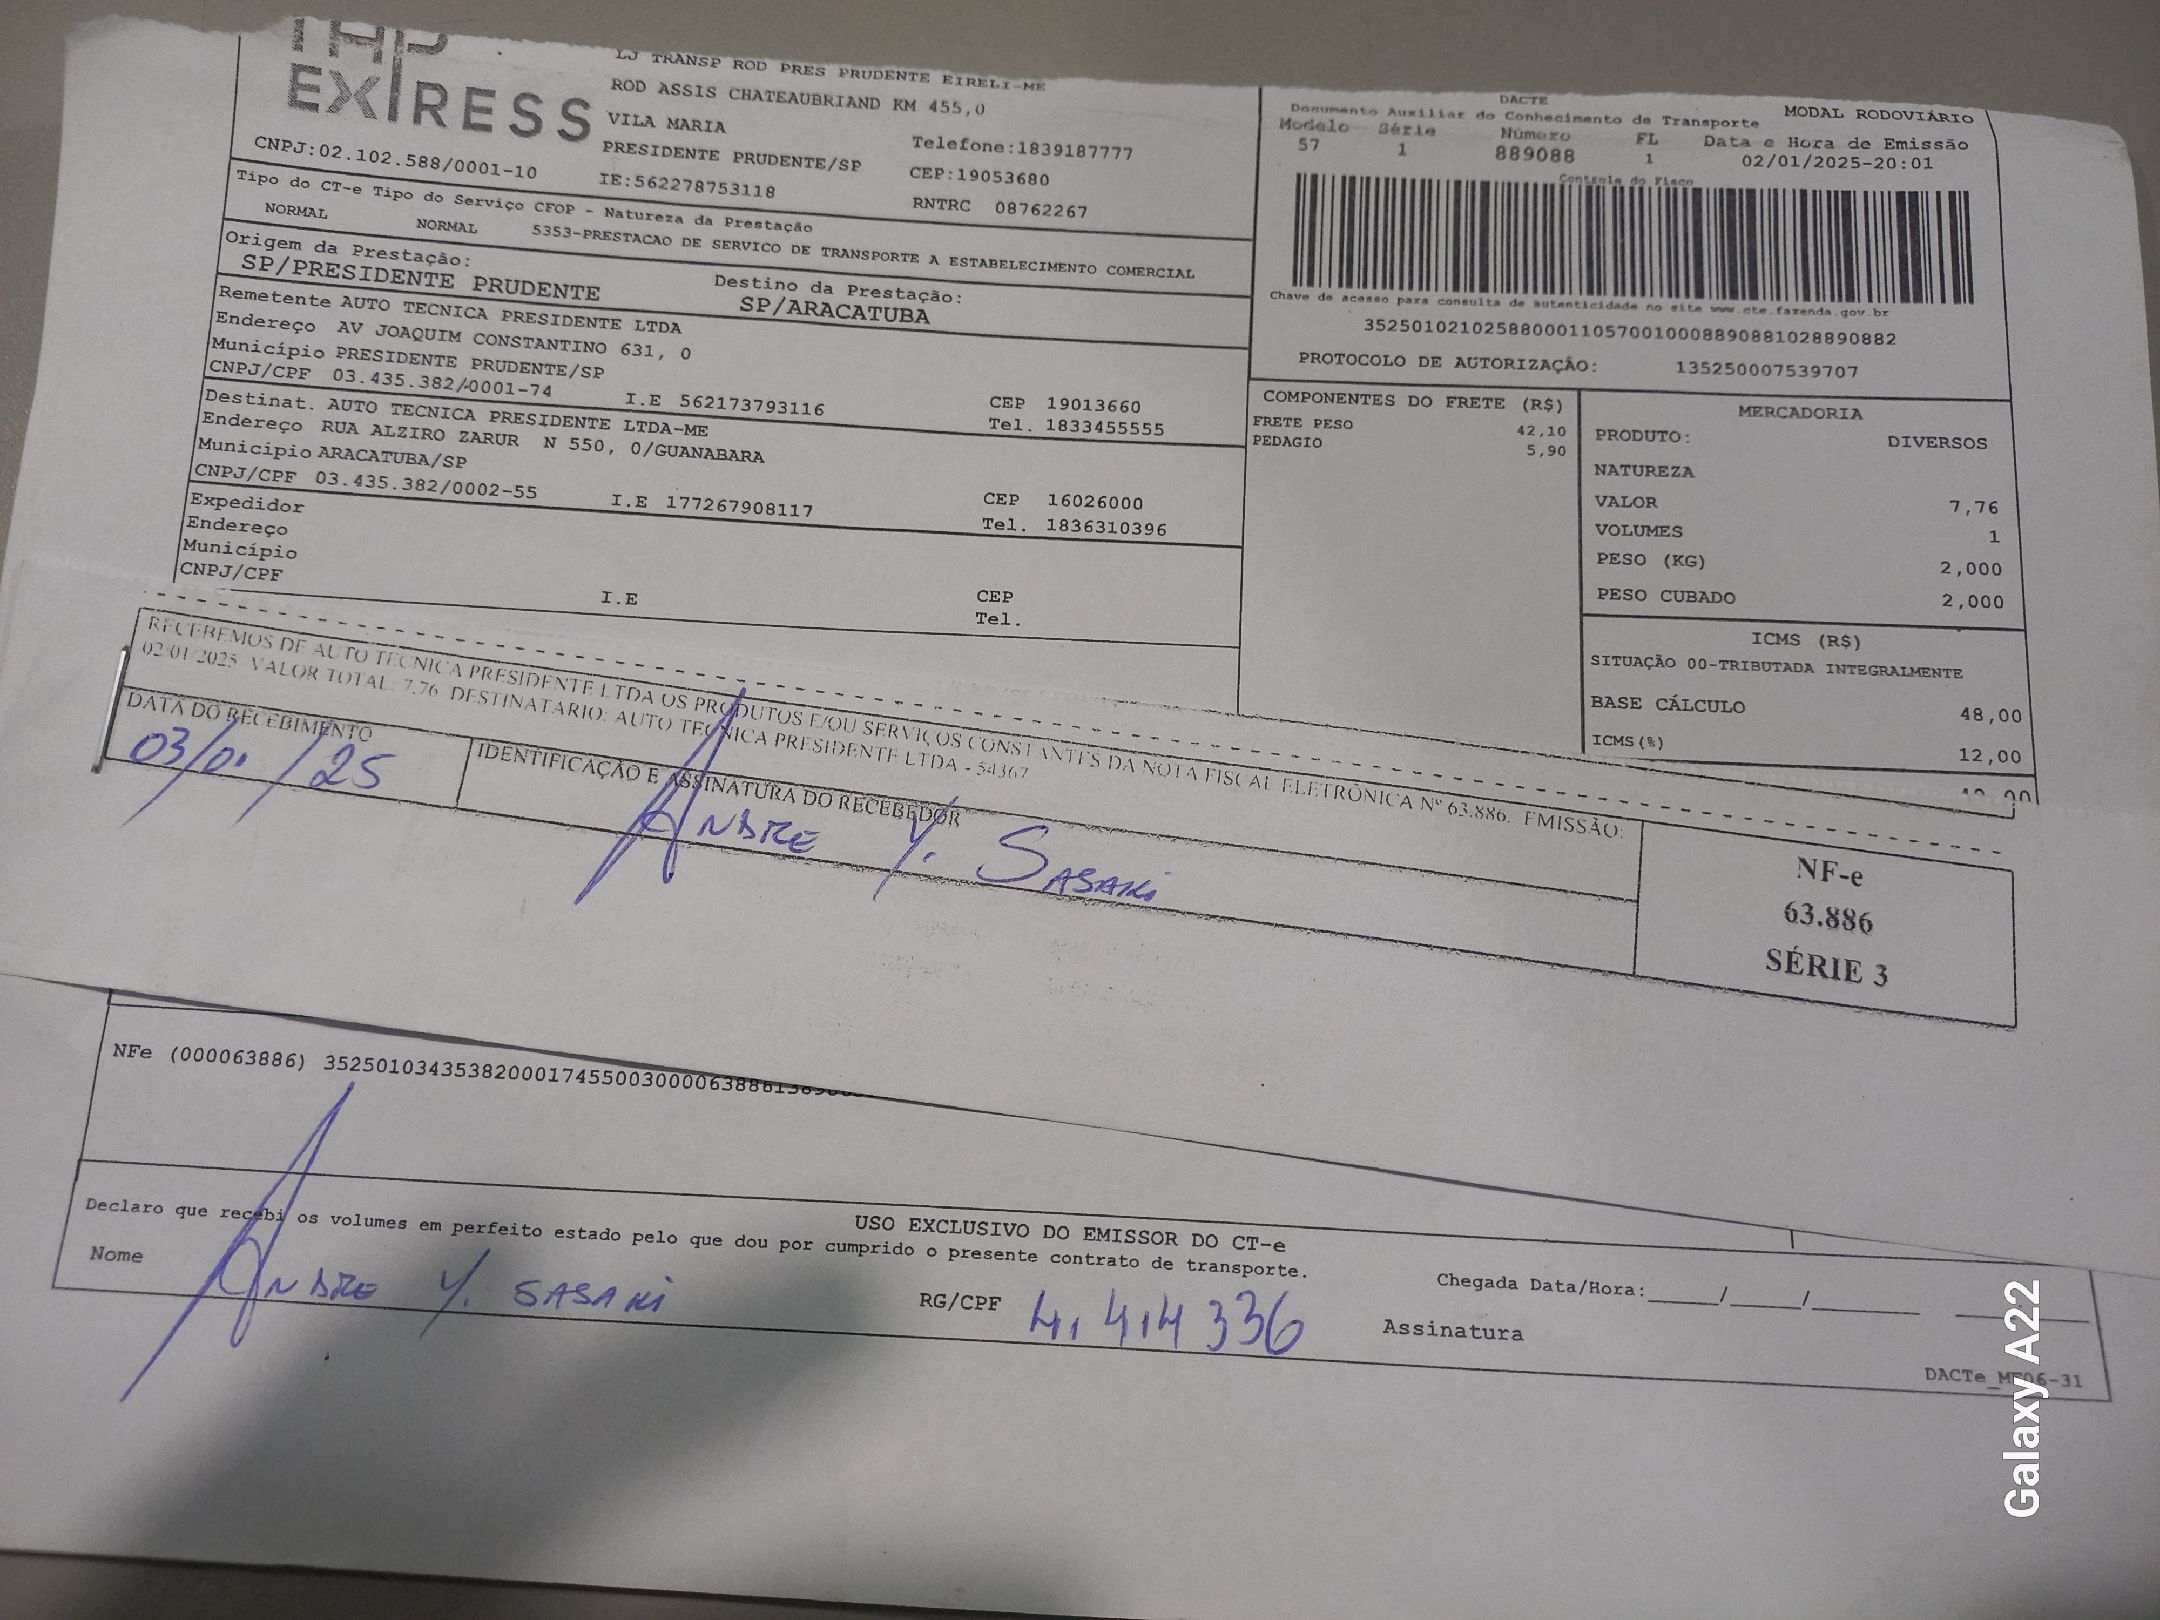 EXPRESS
LJ TRANSP ROD PRES PRUDENTE EIRELI-ME
ROD ASSIS CHATEAUBRIAND KM 455,0
VILA MARIA
Telefone:1839187777
CNPJ:02.102.588/0001-10
PRESIDENTE PRUDENTE/SP
CEP:19053680
IE:562278753118
RNTRC 08762267
DACTE
MODAL RODOVIÁRIO
Documento Auxiliar do Conhecimento de Transporte
Modelo Série Número FL Data e Hora de Emissão
57 1 889088 1 02/01/2025-20:01
Controle do Fisco
Chave de acesso para consulta de autenticidade no site www.cte.fazenda.gov.br
35250102102588000110570010008890881028890882
PROTOCOLO DE AUTORIZAÇÃO: 135250007539707
Tipo do CT-e Tipo do Serviço CFOP - Natureza da Prestação
NORMAL NORMAL 5353-PRESTACAO DE SERVICO DE TRANSPORTE A ESTABELECIMENTO COMERCIAL
Origem da Prestação: Destino da Prestação:
SP/PRESIDENTE PRUDENTE SP/ARACATUBA
Remetente AUTO TECNICA PRESIDENTE LTDA
Endereço AV JOAQUIM CONSTANTINO 631, 0
Município PRESIDENTE PRUDENTE/SP CEP 19013660
CNPJ/CPF 03.435.382/0001-74 I.E 562173793116 Tel. 1833455555
Destinat. AUTO TECNICA PRESIDENTE LTDA-ME
Endereço RUA ALZIRO ZARUR N 550, 0/GUANABARA
Município ARACATUBA/SP CEP 16026000
CNPJ/CPF 03.435.382/0002-55 I.E 177267908117 Tel. 1836310396
Expedidor
Endereço
Município CEP
CNPJ/CPF I.E Tel.
COMPONENTES DO FRETE (R$)
FRETE PESO 42,10
PEDAGIO 5,90
MERCADORIA
PRODUTO: DIVERSOS
NATUREZA
VALOR 7,76
VOLUMES 1
PESO (KG) 2,000
PESO CUBADO 2,000
ICMS (R$)
SITUAÇÃO 00-TRIBUTADA INTEGRALMENTE
BASE CÁLCULO 48,00
ICMS(%) 12,00
RECEBEMOS DE AUTO TECNICA PRESIDENTE LTDA OS PRODUTOS E/OU SERVIÇOS CONSTANTES DA NOTA FISCAL ELETRÔNICA Nº 63.886. EMISSÃO:
02/01/2025 VALOR TOTAL: 7.76 DESTINATÁRIO: AUTO TECNICA PRESIDENTE LTDA - 54367
DATA DO RECEBIMENTO
03/01/25
IDENTIFICAÇÃO E ASSINATURA DO RECEBEDOR
ANDRE Y. SASAKI
NF-e
63.886
SÉRIE 3
NFe (000063886) 3525010343538200017455003000063886
USO EXCLUSIVO DO EMISSOR DO CT-e
Declaro que recebi os volumes em perfeito estado pelo que dou por cumprido o presente contrato de transporte.
Nome ANDRE Y. SASAKI RG/CPF 4.414336 Chegada Data/Hora:____/____/______
Assinatura
DACTe_MF06-31
Galaxy A22